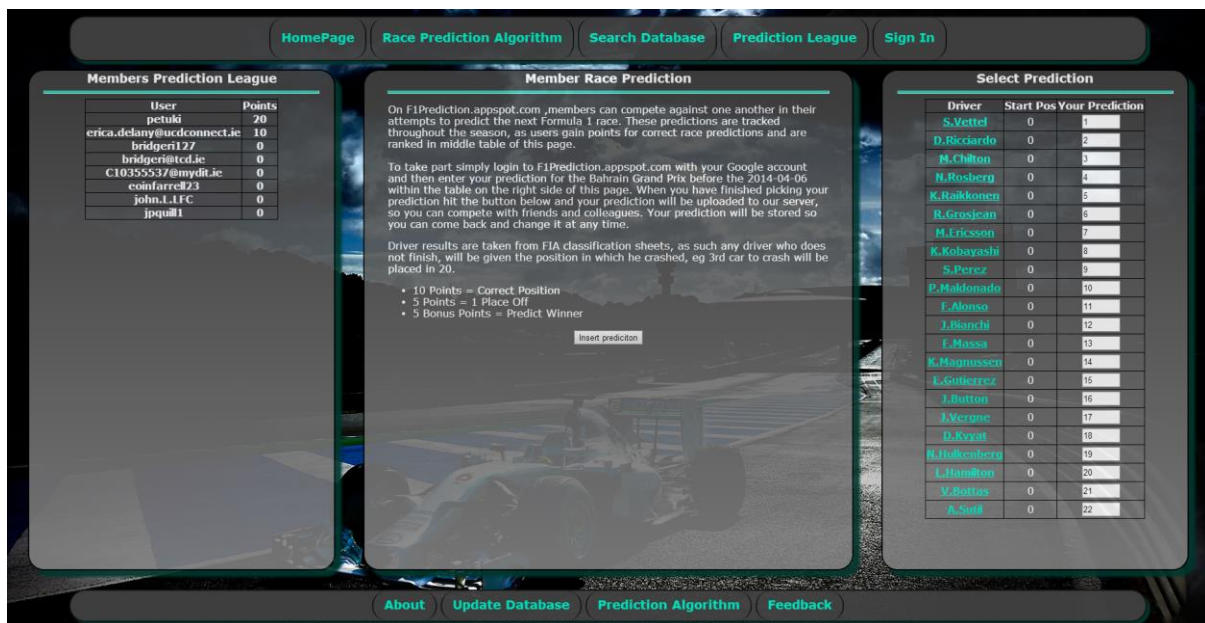 HomePage Race Prediction Algorithm Search Database Prediction League Sign In
Members Prediction League
User Points
petuki 20
erica.delany@ucdconnect.ie 10
bridgeri127 0
bridgeri@tcd.ie 0
C10355537@mydit.ie 0
eoinfarrell23 0
john.L.LFC 0
jpquill1 0
Member Race Prediction
On F1Prediction.appspot.com ,members can compete against one another in their
attempts to predict the next Formula 1 race. These predictions are tracked
throughout the season, as users gain points for correct race predictions and are
ranked in middle table of this page.
To take part simply login to F1Prediction.appspot.com with your Google account
and then enter your prediction for the Bahrain Grand Prix before the 2014-04-06
within the table on the right side of this page. When you have finished picking your
prediction hit the button below and your prediction will be uploaded to our server,
so you can compete with friends and colleagues. Your prediction will be stored so
you can come back and change it at any time.
Driver results are taken from FIA classification sheets, as such any driver who does
not finish, will be given the position in which he crashed, eg 3rd car to crash will be
placed in 20.
• 10 Points = Correct Position
• 5 Points = 1 Place Off
• 5 Bonus Points = Predict Winner
Insert prediciton
Select Prediction
Driver Start Pos Your Prediction
S.Vettel 0 1
D.Ricciardo 0 2
M.Chilton 0 3
N.Rosberg 0 4
K.Raikkonen 0 5
R.Grosjean 0 6
M.Ericsson 0 7
K.Kobayashi 0 8
S.Perez 0 9
P.Maldonado 0 10
F.Alonso 0 11
J.Bianchi 0 12
F.Massa 0 13
K.Magnussen 0 14
E.Gutierrez 0 15
J.Button 0 16
J.Vergne 0 17
D.Kvyat 0 18
N.Hulkenberg 0 19
L.Hamilton 0 20
V.Bottas 0 21
A.Sutil 0 22
About Update Database Prediction Algorithm Feedback